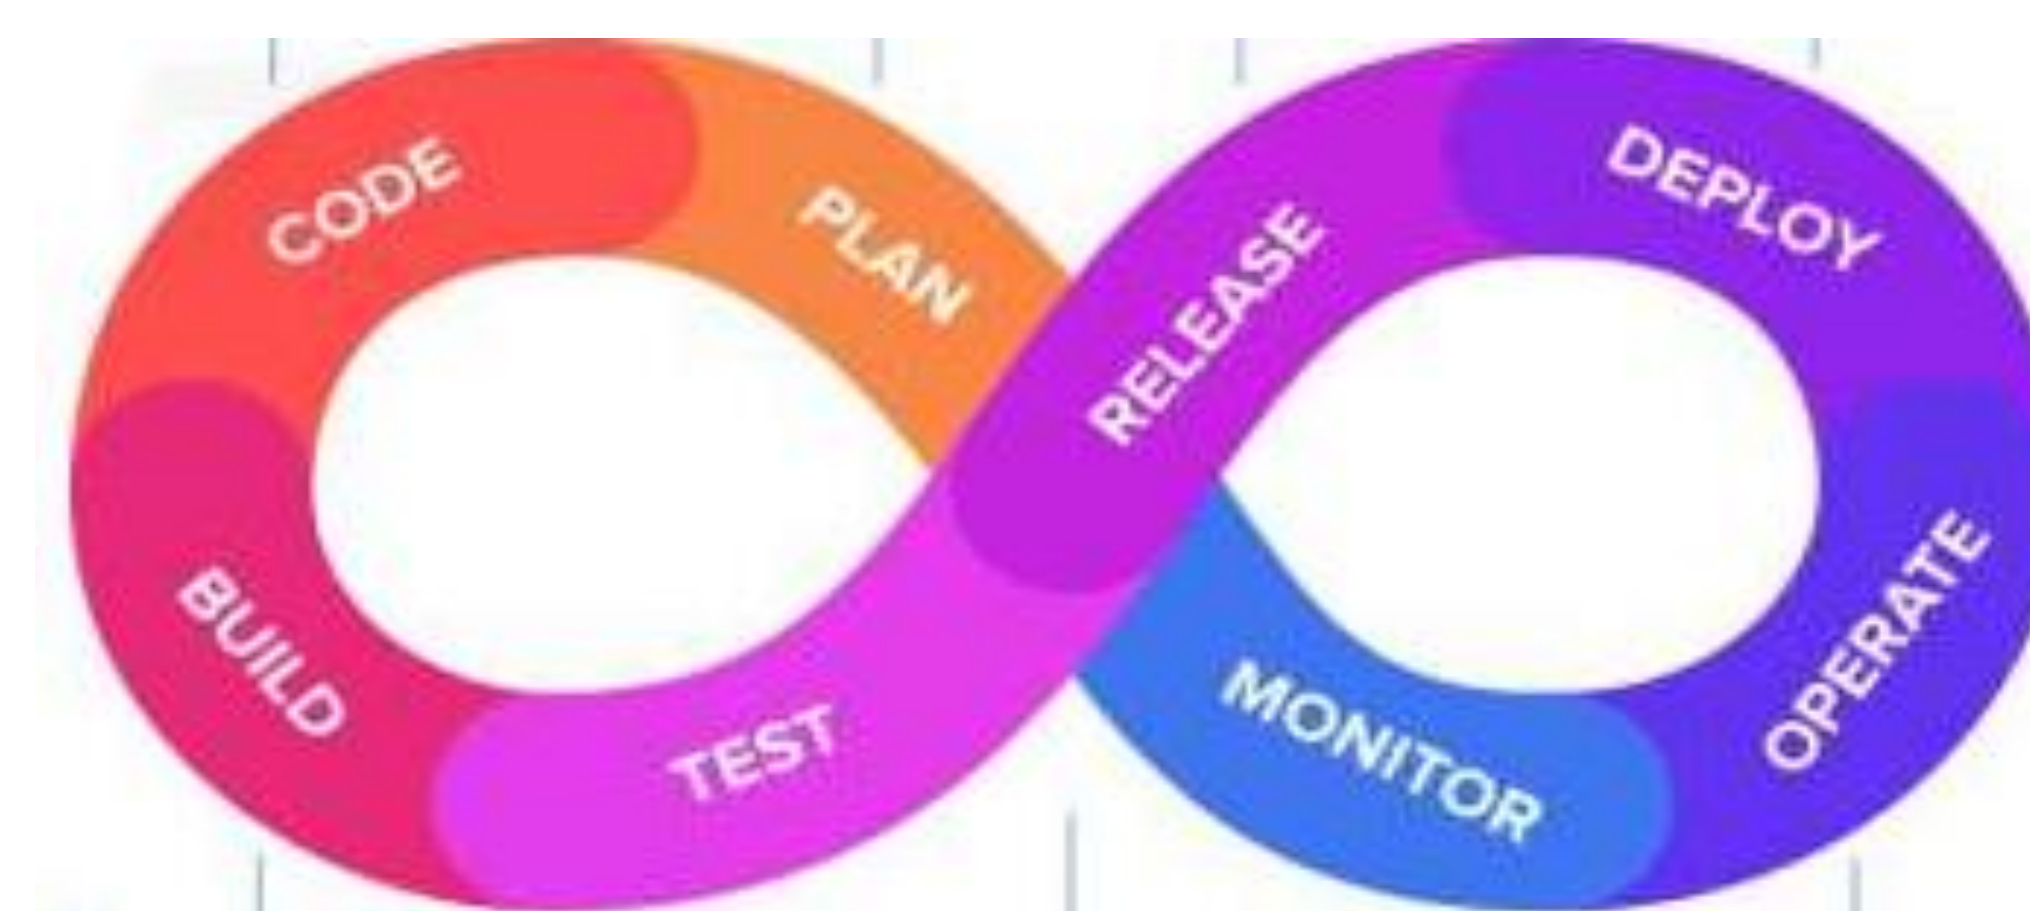 PLAN
CODE
BUILD
TEST
RELEASE
DEPLOY
OPERATE
MONITOR